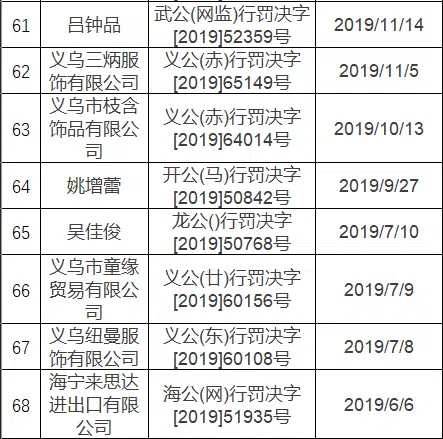 61 吕钟品 武公(网监)行罚决字 2019/11/14
[2019]52359号
62 义乌三炳服 义公(赤)行罚决字 2019/11/5
饰有限公司 [2019]65149号
63 义乌市枝含 义公(赤)行罚决字 2019/10/13
饰品有限公 [2019]64014号
司
64 姚增蕾 开公(马)行罚决字 2019/9/27
[2019]50842号
65 吴佳俊 龙公()行罚决字 2019/7/10
[2019]50768号
66 义乌市童缘 义公(廿)行罚决字 2019/7/9
贸易有限公 [2019]60156号
司
67 义乌纽曼服 义公(东)行罚决字 2019/7/8
饰有限公司 [2019]60108号
68 海宁来思达 海公(网)行罚决字 2019/6/6
进出口有限 [2019]51935号
公司